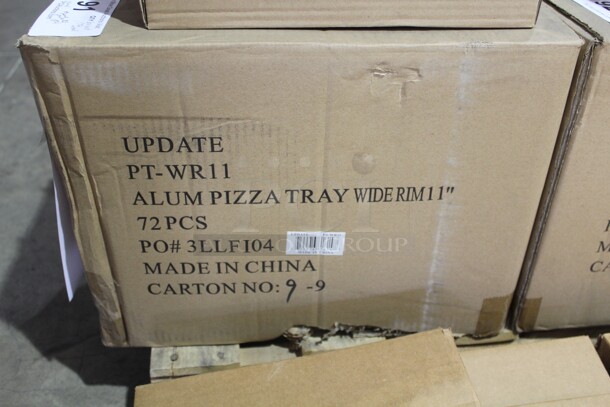 UPDATE
PT-WR11
ALUM PIZZA TRAY WIDE RIM 11"
72 PCS
PO# 3LLFI04
MADE IN CHINA
CARTON NO: 9 -9